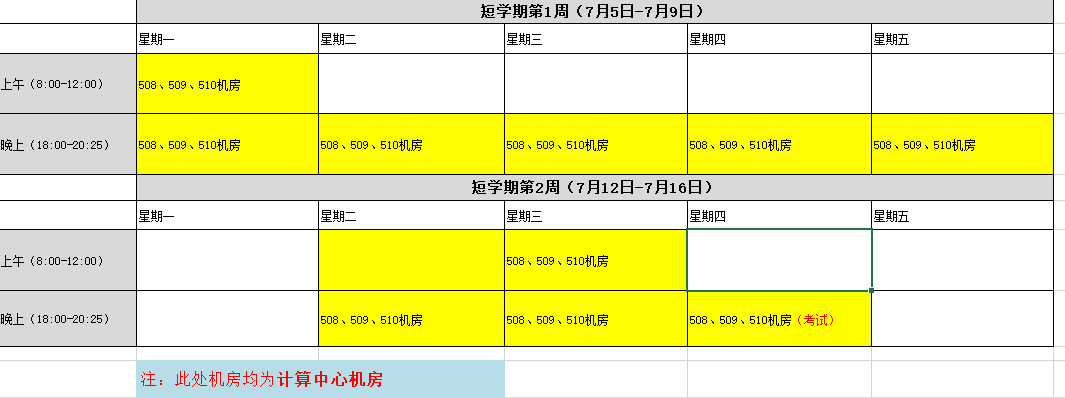 短学期第1周（7月5日-7月9日）
星期一 星期二 星期三 星期四 星期五
上午（8:00-12:00） 508、509、510机房
晚上（18:00-20:25） 508、509、510机房 508、509、510机房 508、509、510机房 508、509、510机房 508、509、510机房
短学期第2周（7月12日-7月16日）
星期一 星期二 星期三 星期四 星期五
上午（8:00-12:00） 508、509、510机房
晚上（18:00-20:25） 508、509、510机房 508、509、510机房 508、509、510机房（考试）
注：此处机房均为计算中心机房